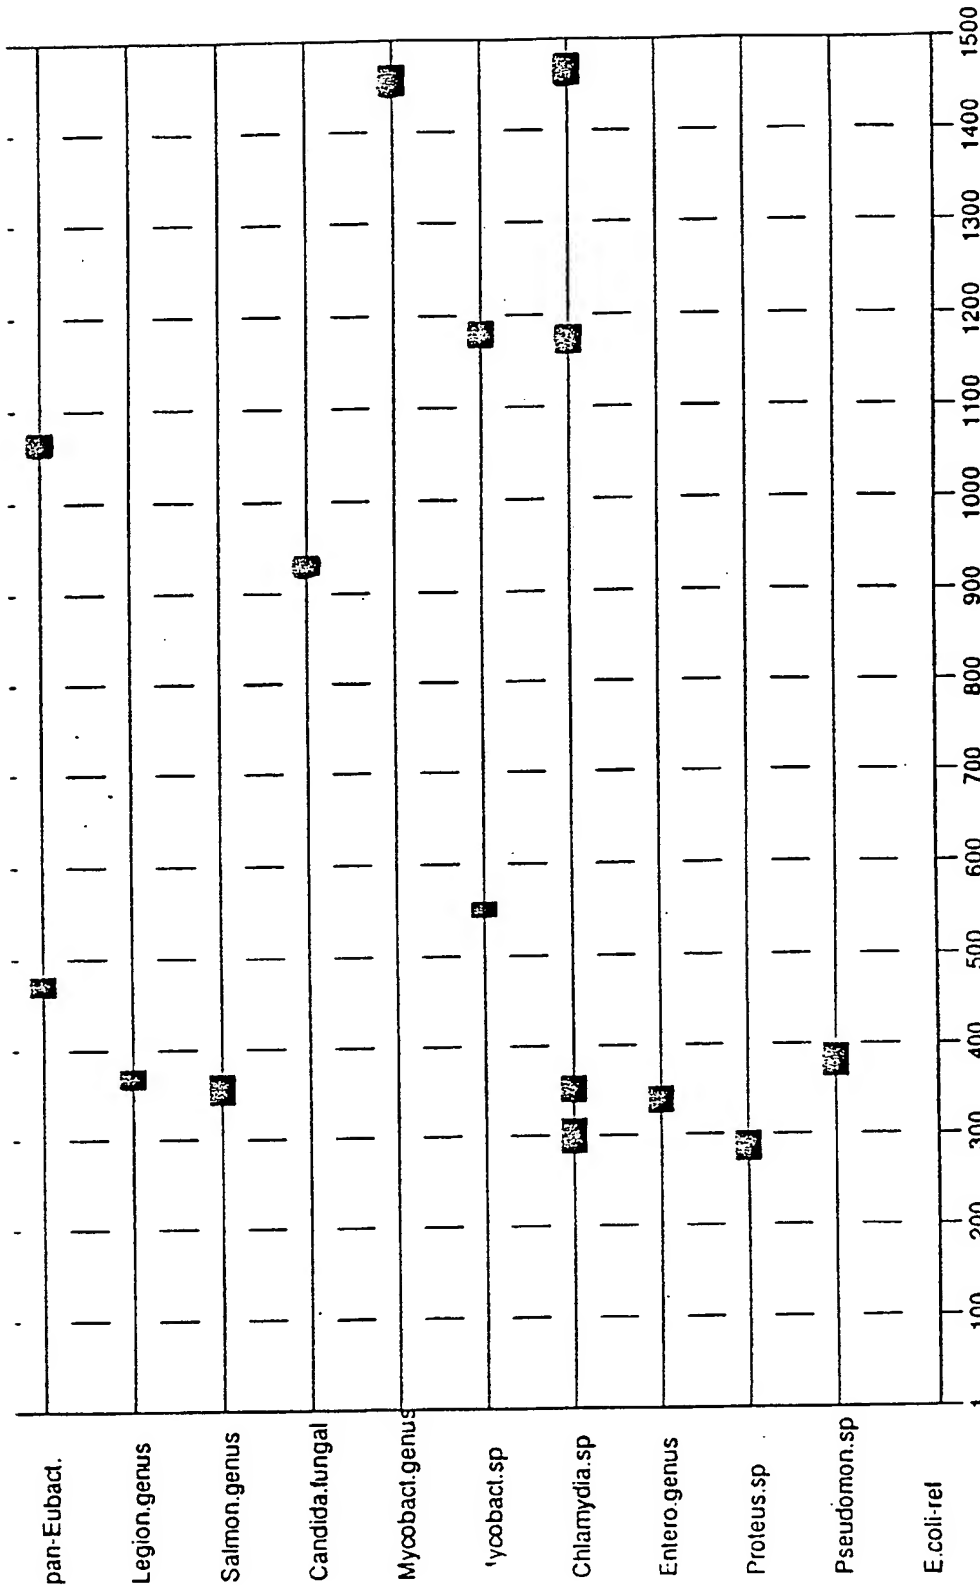 pan-Eubact.
Legion.genus
Salmon.genus
Candida.fungal
Mycobact.genus
ycobact.sp
Chlamydia.sp
Entero.genus
Proteus.sp
Pseudomon.sp
E.coli-ref
1 100 200 300 400 500 600 700 800 900 1000 1100 1200 1300 1400 1500